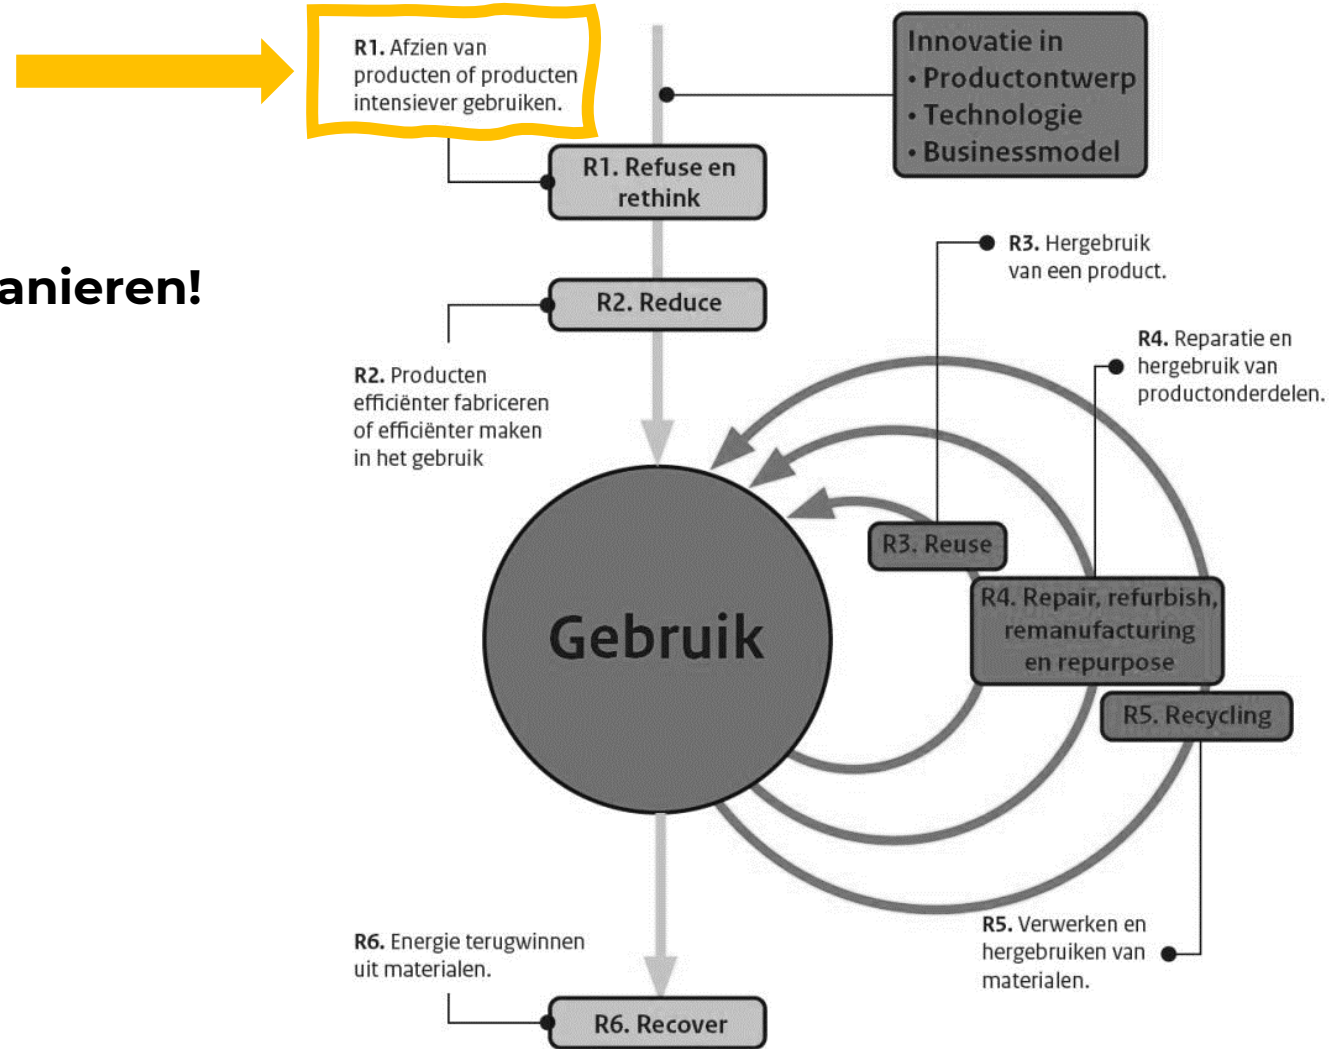 R1. Afzien van
producten of producten
intensiever gebruiken.
Innovatie in
• Productontwerp
• Technologie
• Businessmodel
R1. Refuse en
rethink
anieren!
R2. Reduce
R3. Hergebruik
van een product.
R4. Reparatie en
hergebruik van
productonderdelen.
R2. Producten
efficiënter fabriceren
of efficiënter maken
in het gebruik
R3. Reuse
R4. Repair, refurbish,
remanufacturing
en repurpose
Gebruik
R5. Recycling
R5. Verwerken en
hergebruiken van
materialen.
R6. Energie terugwinnen
uit materialen.
R6. Recover